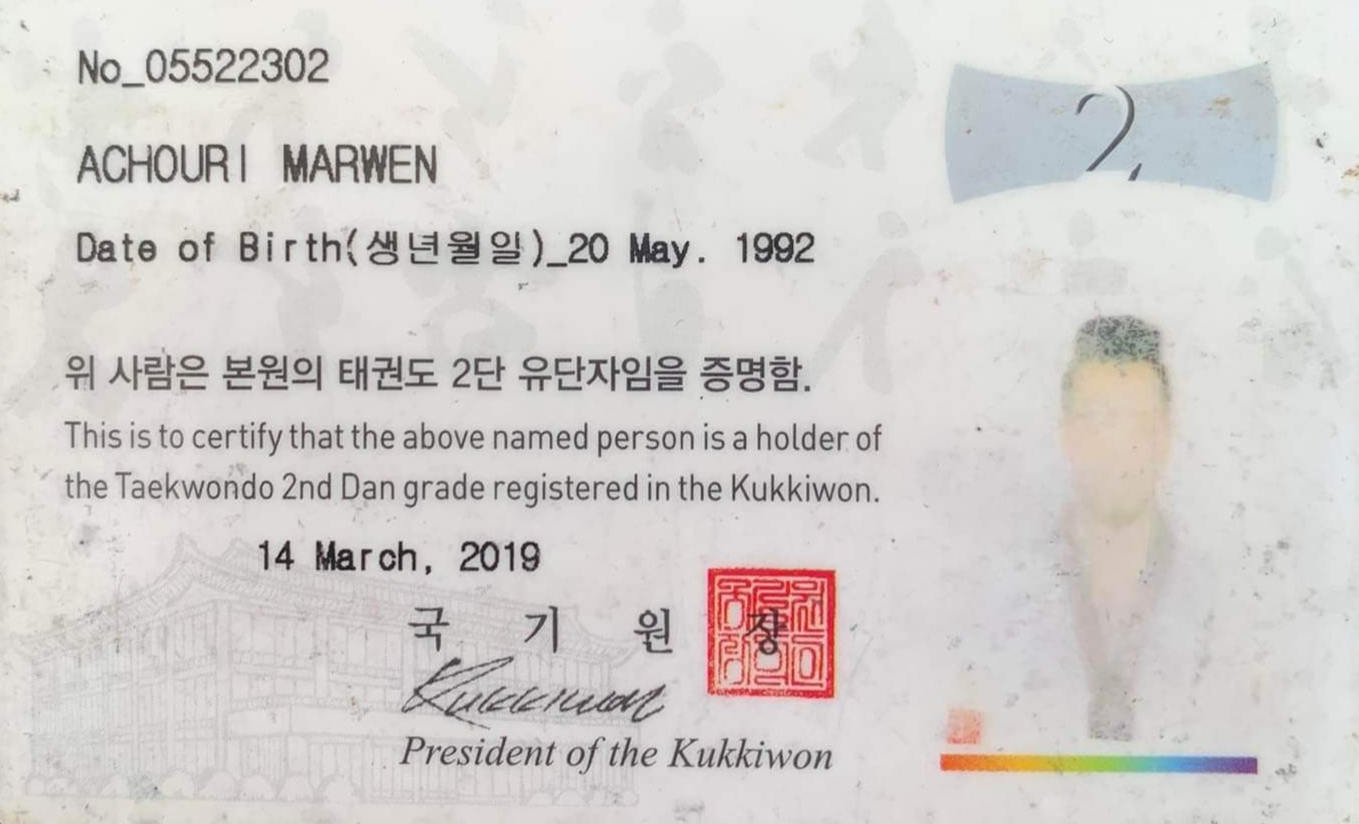 No_05522302
2
ACHOURI MARWEN
Date of Birth(생년월일)_20 May. 1992
위 사람은 본원의 태권도 2단 유단자임을 증명함.
This is to certify that the above named person is a holder of
the Taekwondo 2nd Dan grade registered in the Kukkiwon.
14 March, 2019
국 기 원 장
Kukkiwon
President of the Kukkiwon